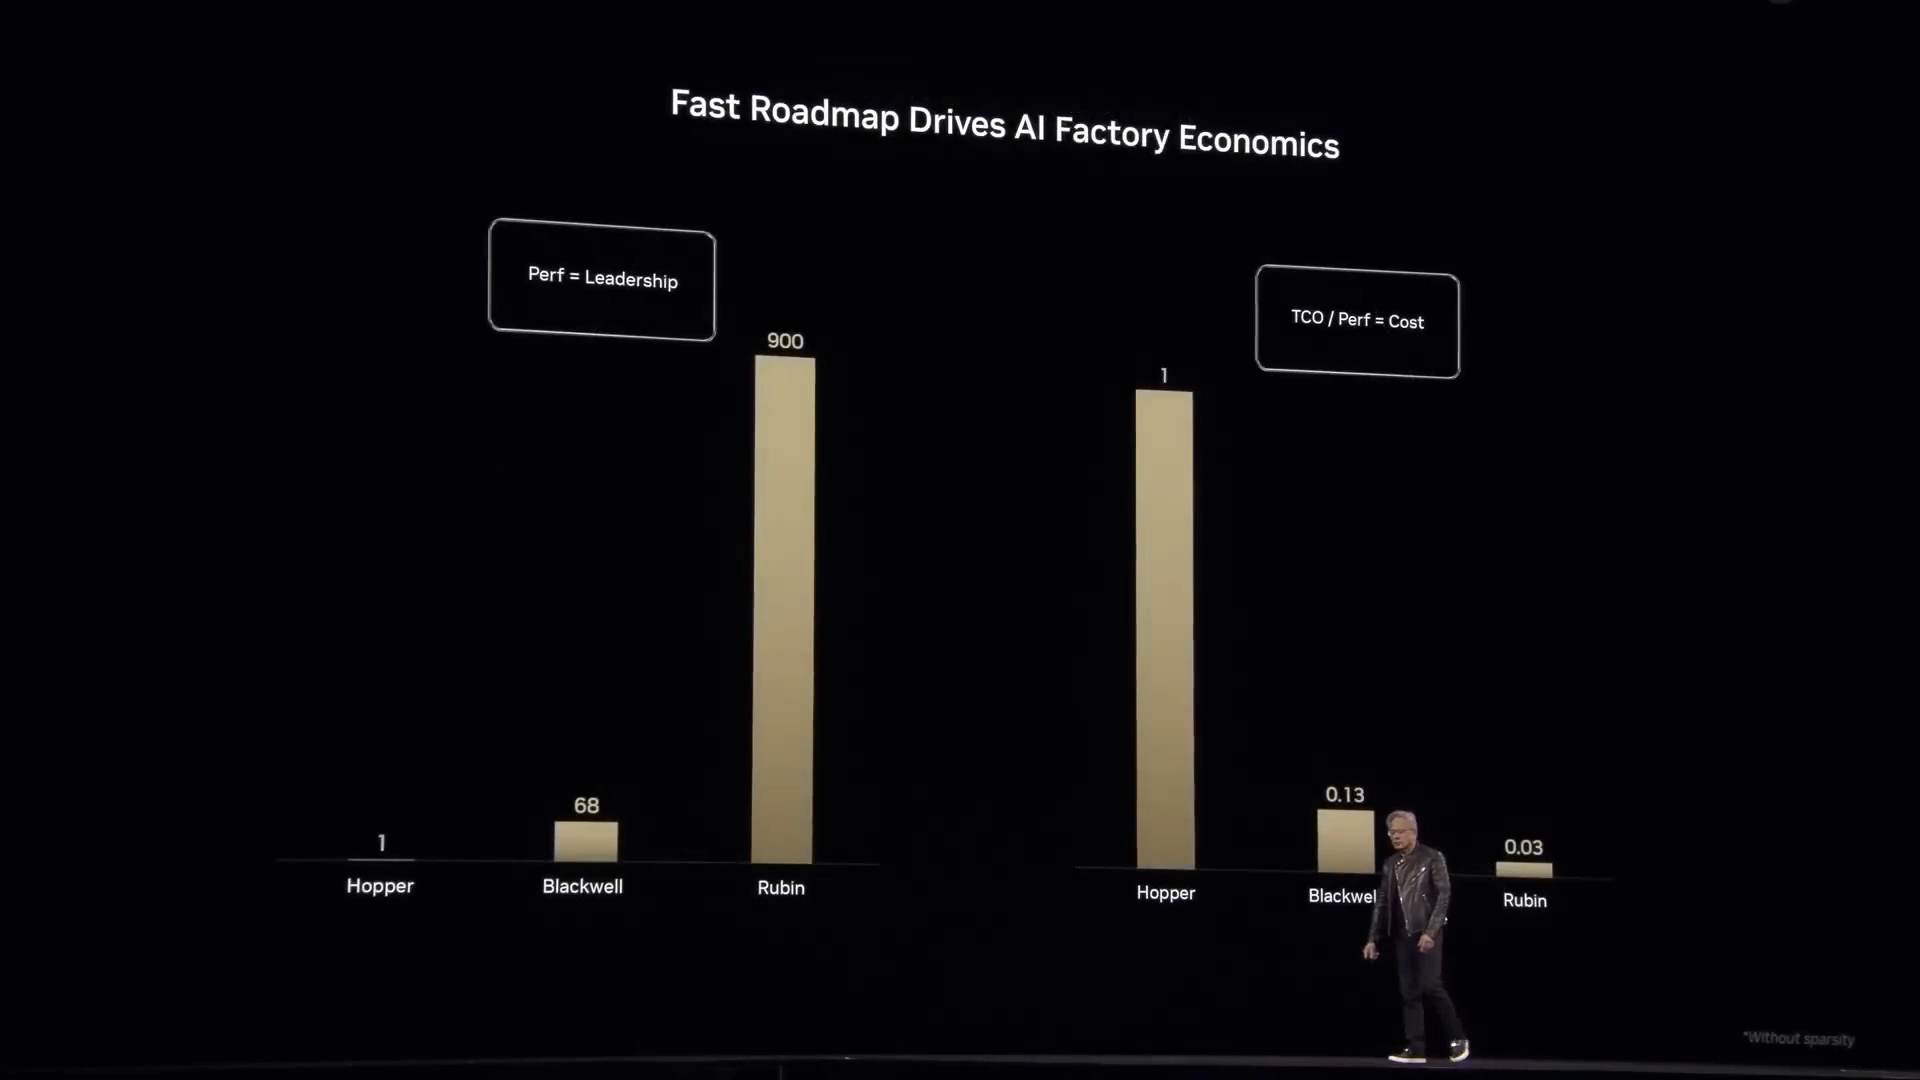 Fast Roadmap Drives AI Factory Economics
Perf = Leadership
900
68
1
Hopper
Blackwell
Rubin
TCO / Perf = Cost
1
0.13
0.03
Hopper
Blackwel
Rubin
*Without sparsity